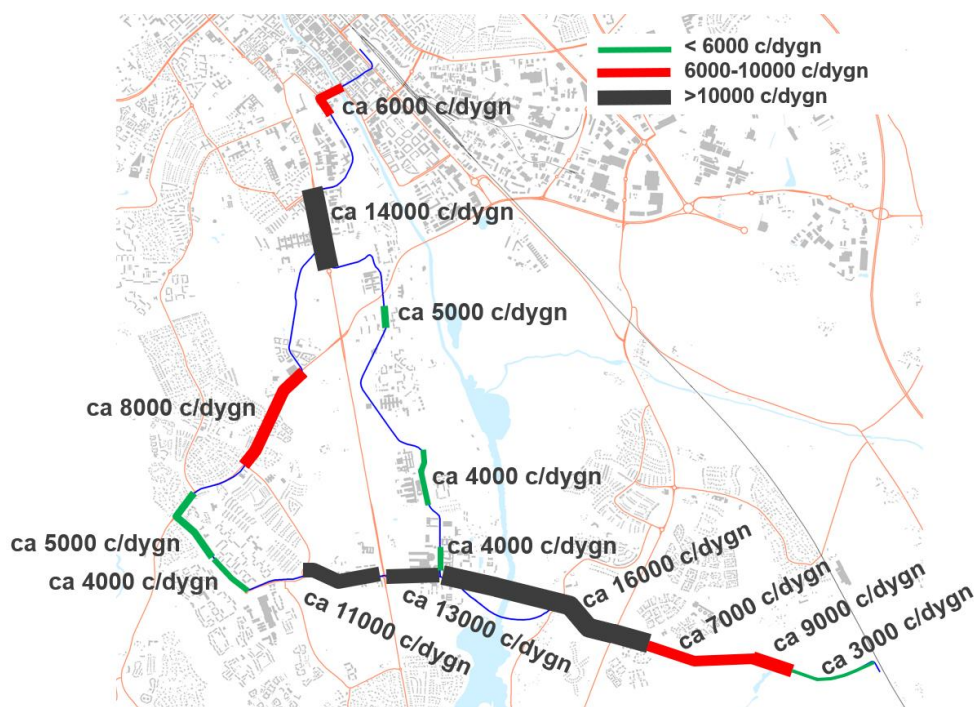 < 6000 c/dygn
6000-10000 c/dygn
>10000 c/dygn
ca 6000 c/dygn
ca 14000 c/dygn
ca 5000 c/dygn
ca 8000 c/dygn
ca 4000 c/dygn
ca 5000 c/dygn
ca 4000 c/dygn
ca 4000 c/dygn
ca 11000 c/dygn
ca 13000 c/dygn
ca 16000 c/dygn
ca 7000 c/dygn
ca 9000 c/dygn
ca 3000 c/dygn